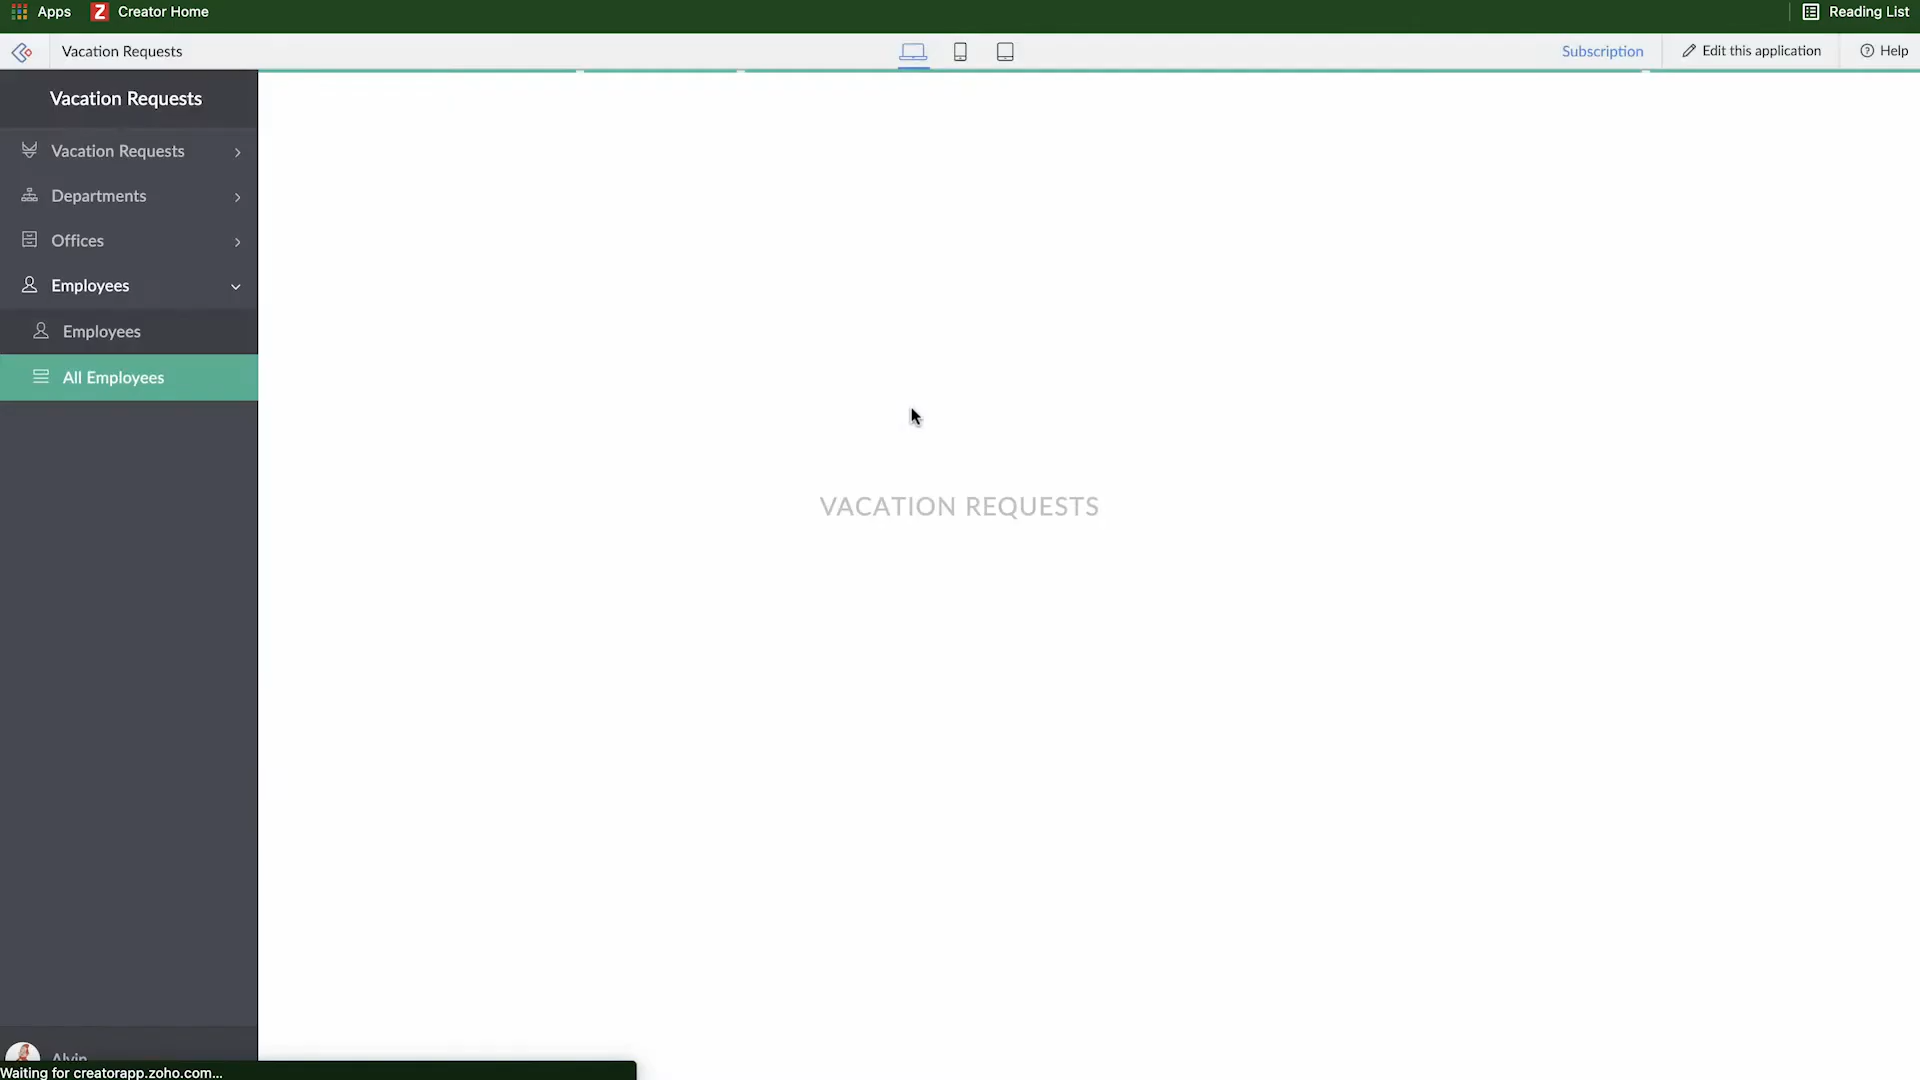 Apps
Creator Home
Reading List
Vacation Requests
Subscription
Edit this application
Help
Vacation Requests
Vacation Requests
Departments
Offices
Employees
Employees
All Employees
VACATION REQUESTS
Alvin
Waiting for creatorapp.zoho.com...